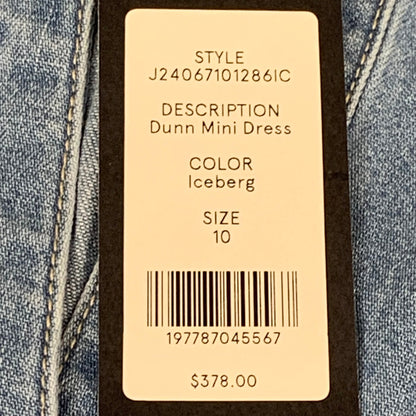 STYLE
J24067101286IC
DESCRIPTION
Dunn Mini Dress
COLOR
Iceberg
SIZE
10
197787045567
$378.00